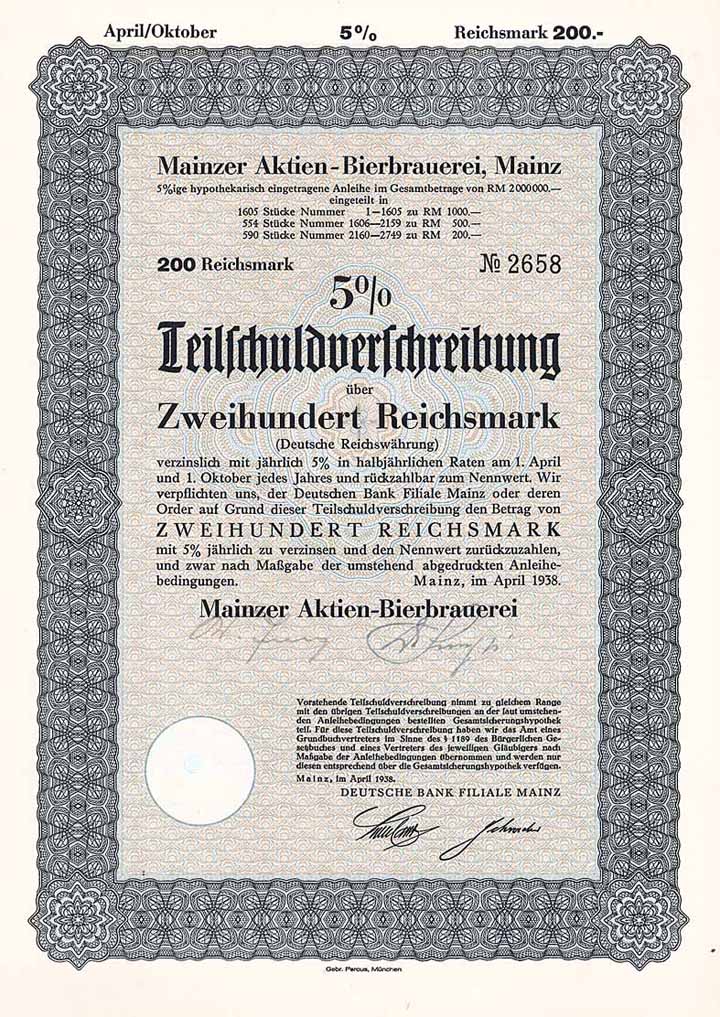 April/Oktober 5% Reichsmark 200.-
Mainzer Aktien-Bierbrauerei, Mainz
5%ige hypothekarisch eingetragene Anleihe im Gesamtbetrage von RM 2000000.—
eingeteilt in
1605 Stücke Nummer 1—1605 zu RM 1000.—
554 Stücke Nummer 1606—2159 zu RM 500.—
590 Stücke Nummer 2160—2749 zu RM 200.—
200 Reichsmark № 2658
5%
Teilschuldverschreibung
über
Zweihundert Reichsmark
(Deutsche Reichswährung)
verzinslich mit jährlich 5% in halbjährlichen Raten am 1. April
und 1. Oktober jedes Jahres und rückzahlbar zum Nennwert. Wir
verpflichten uns, der Deutschen Bank Filiale Mainz oder deren
Order auf Grund dieser Teilschuldverschreibung den Betrag von
ZWEIHUNDERT REICHSMARK
mit 5% jährlich zu verzinsen und den Nennwert zurückzuzahlen,
und zwar nach Maßgabe der umstehend abgedruckten Anleihe-
bedingungen. Mainz, im April 1938.
Mainzer Aktien-Bierbrauerei
Vorstehende Teilschuldverschreibung nimmt zu gleichem Range
mit den übrigen Teilschuldverschreibungen an der laut umstehen-
den Anleihebedingungen bestellten Gesamtsicherungshypothek
teil. Für diese Teilschuldverschreibung haben wir das Amt eines
Grundbuchvertreters im Sinne des § 1189 des Bürgerlichen Ge-
setzbuches und eines Vertreters des jeweiligen Gläubigers nach
Maßgabe der Anleihebedingungen übernommen und werden nur
diesen entsprechend über die Gesamtsicherungshypothek verfügen.
Mainz, im April 1938.
DEUTSCHE BANK FILIALE MAINZ
Gebr. Parcus, München